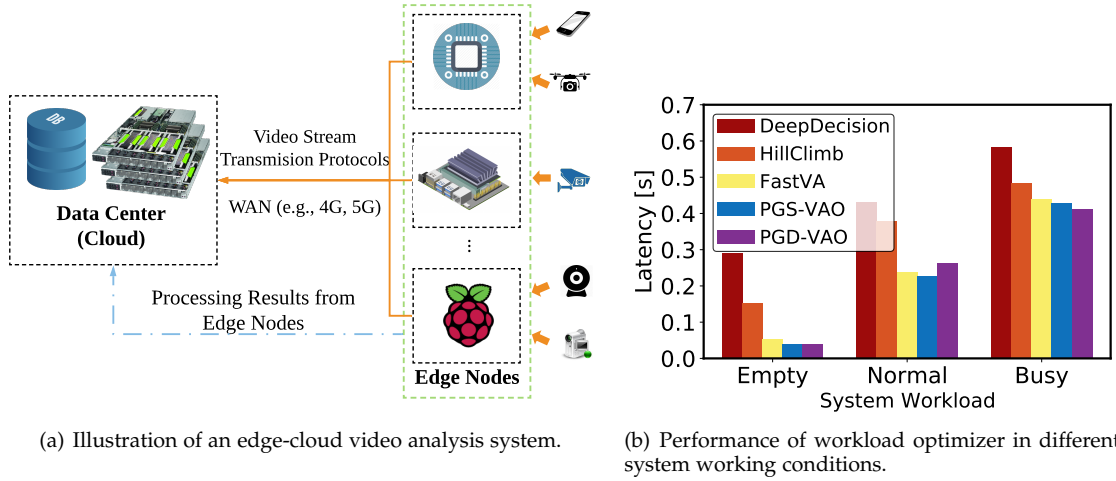 DB
Data Center
(Cloud)
Video Stream
Transmision Protocols
WAN (e.g., 4G, 5G)
Processing Results from
Edge Nodes
...
Edge Nodes
(a) Illustration of an edge-cloud video analysis system.
Latency [s]
0.7
0.6
0.5
0.4
0.3
0.2
0.1
0.0
DeepDecision
HillClimb
FastVA
PGS-VAO
PGD-VAO
Empty
Normal
Busy
System Workload
(b) Performance of workload optimizer in different
system working conditions.